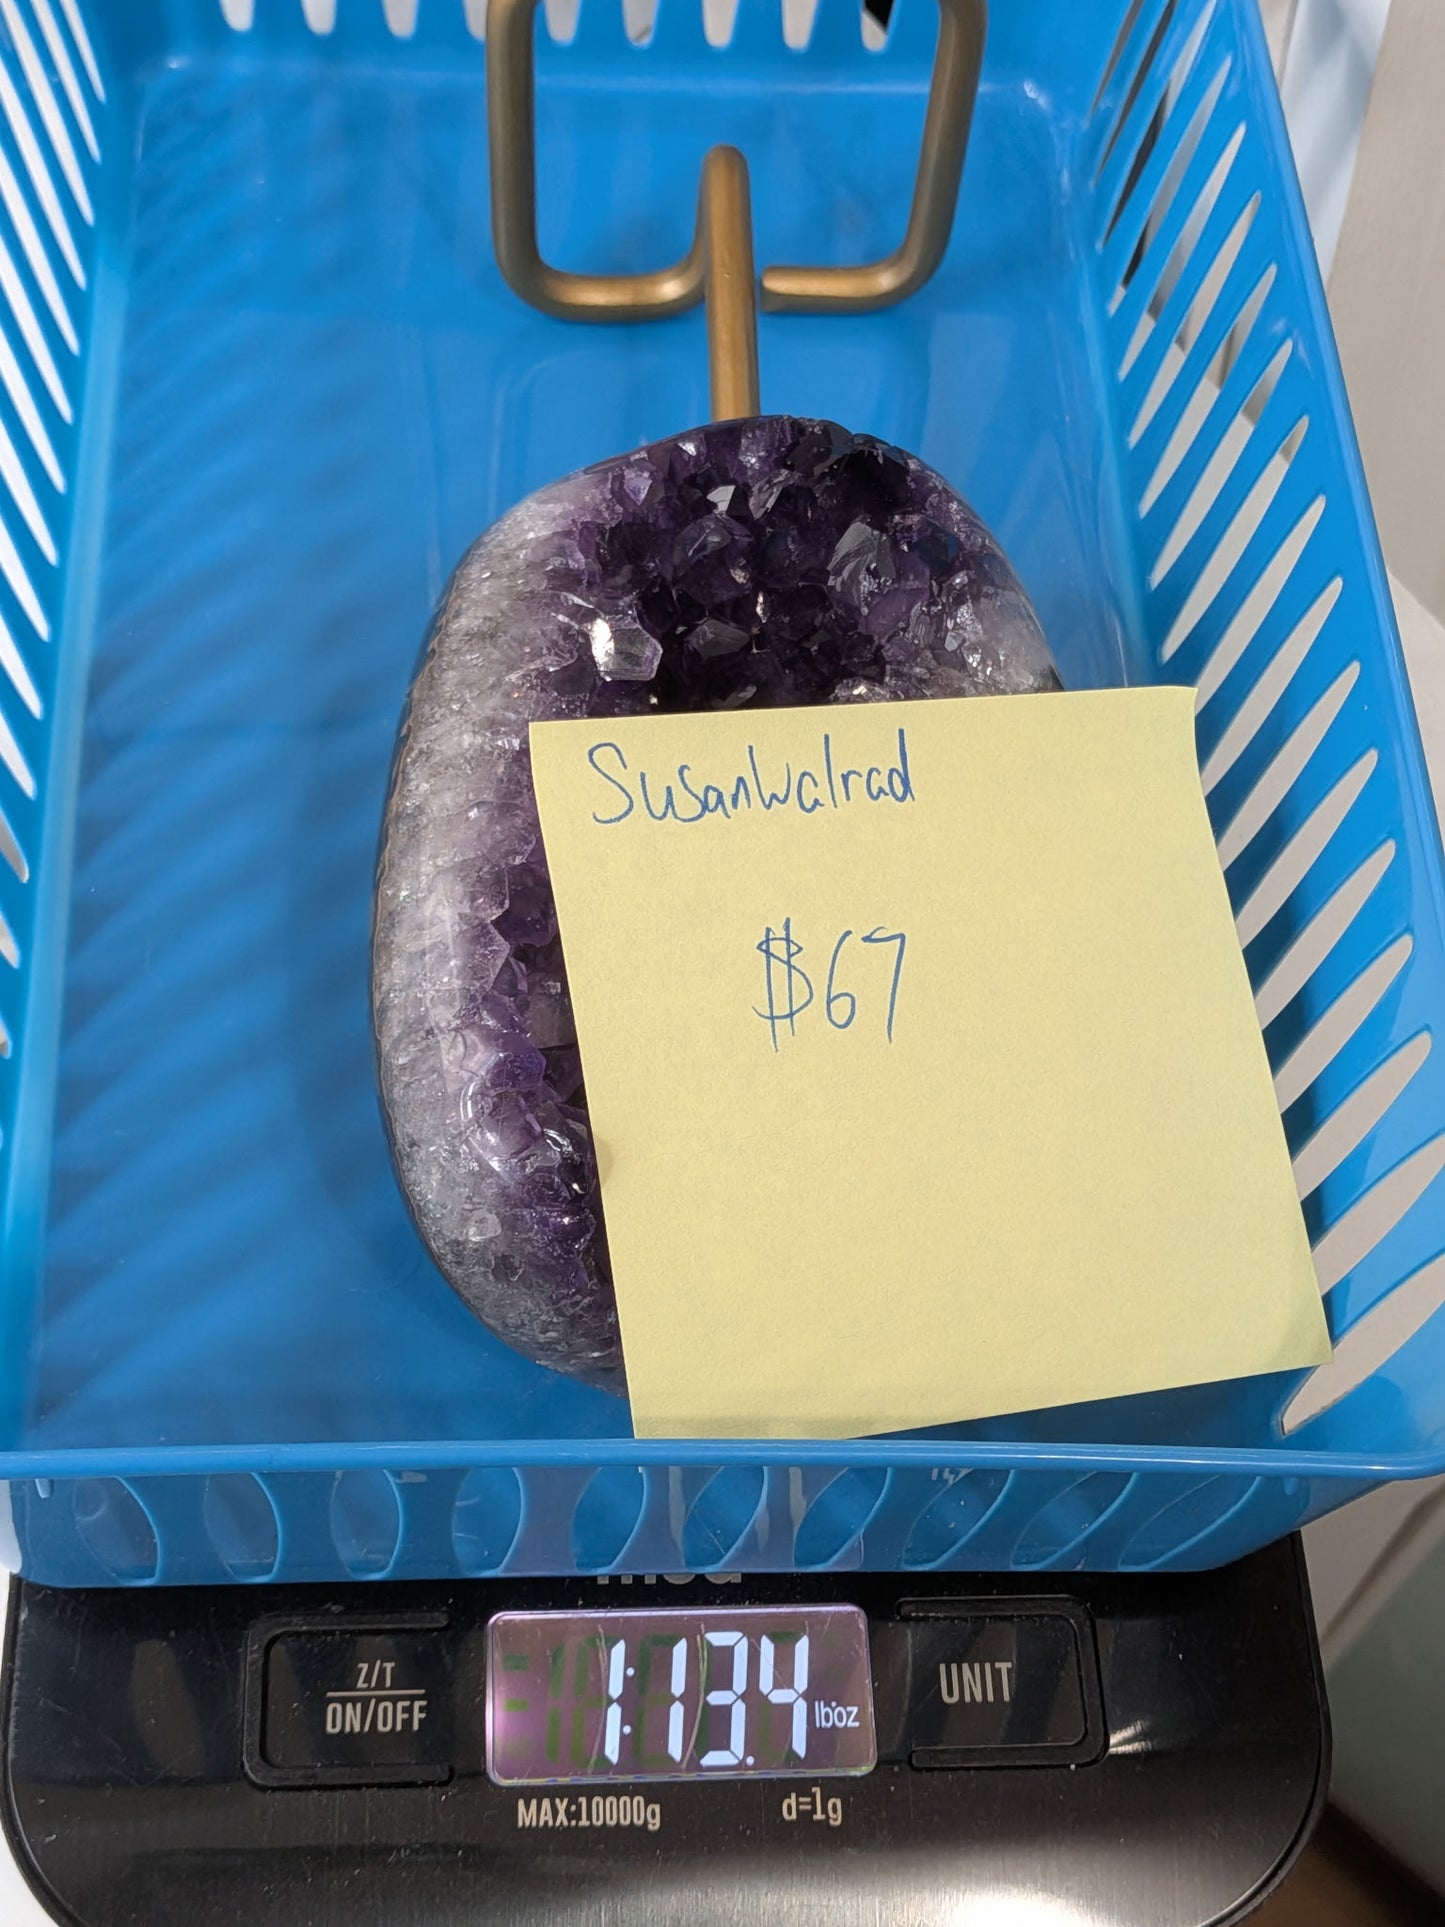 SusanWalrad
$67
Z/T
ON/OFF
1:13.4 lb:oz
UNIT
MAX:10000g
d=1g